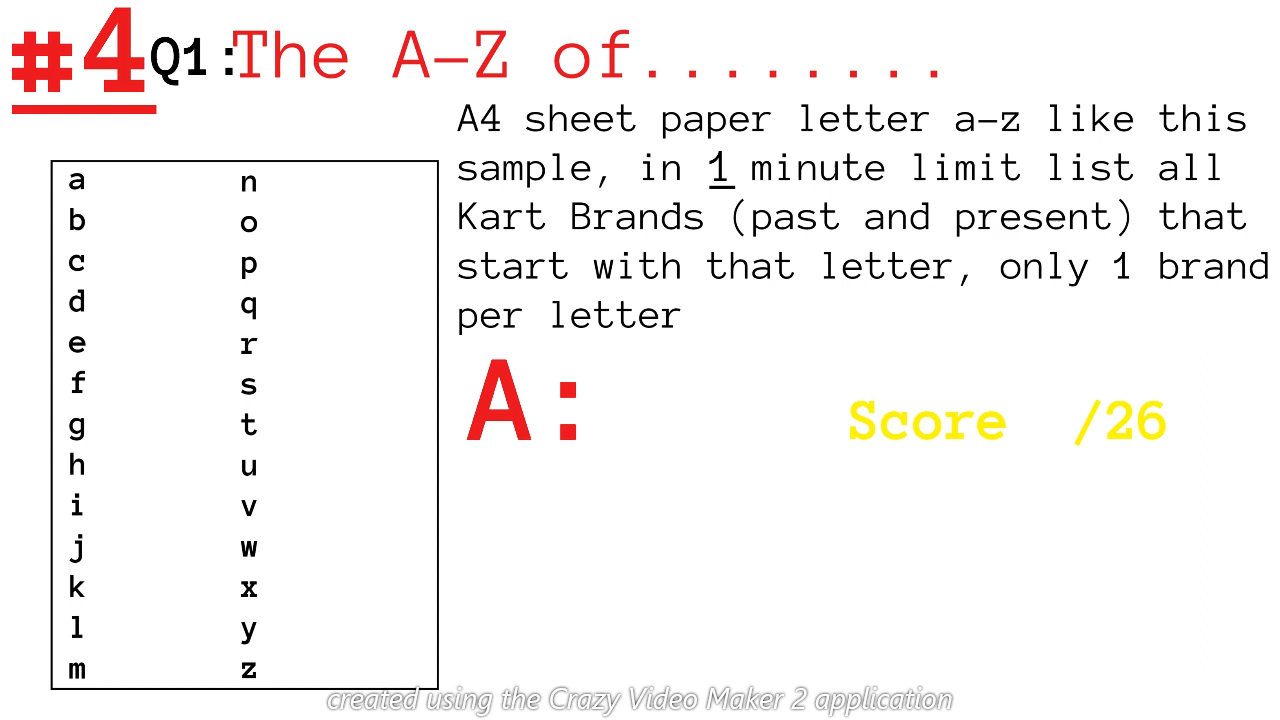 #4 Q1:The A-Z of........
A4 sheet paper letter a-z like this
sample, in 1 minute limit list all
Kart Brands (past and present) that
start with that letter, only 1 brand
per letter
a
b
c
d
e
f
g
h
i
j
k
l
m
n
o
p
q
r
s
t
u
v
w
x
y
z
A:
Score /26
created using the Crazy Video Maker 2 application